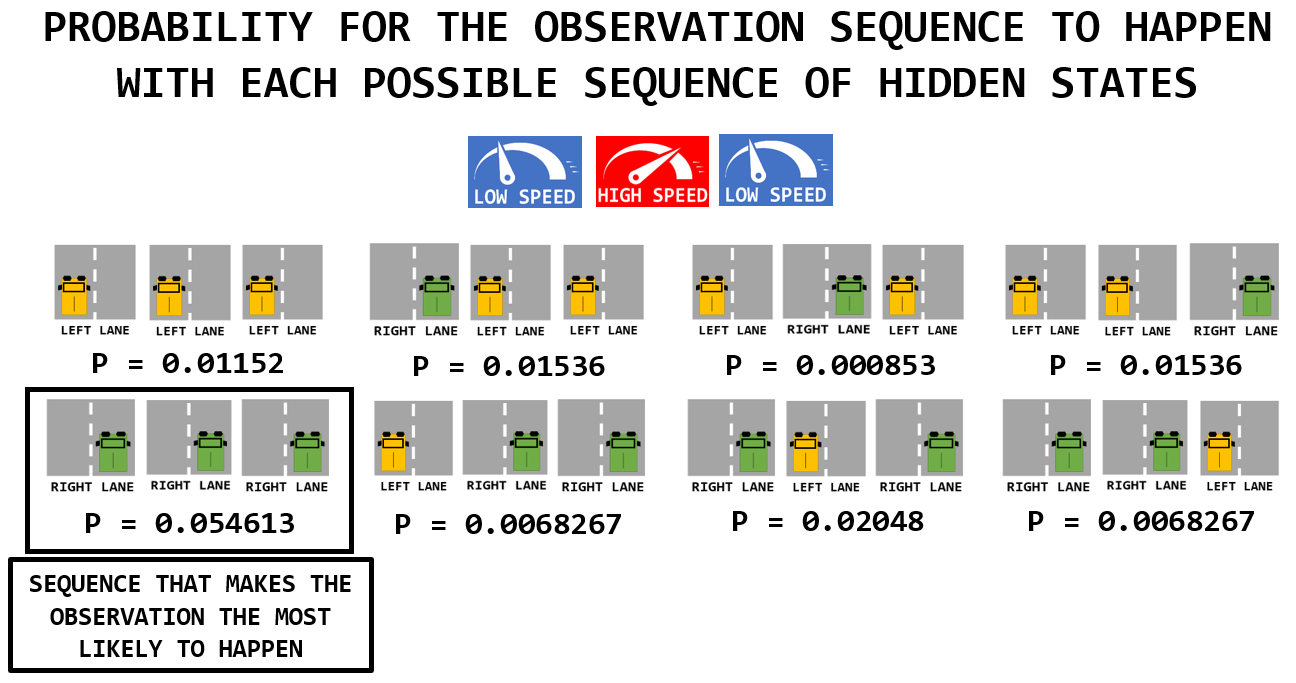 PROBABILITY FOR THE OBSERVATION SEQUENCE TO HAPPEN
WITH EACH POSSIBLE SEQUENCE OF HIDDEN STATES
LOW SPEED
HIGH SPEED
LOW SPEED
LEFT LANE
LEFT LANE
LEFT LANE
P = 0.01152
RIGHT LANE
LEFT LANE
LEFT LANE
P = 0.01536
LEFT LANE
RIGHT LANE
LEFT LANE
P = 0.000853
LEFT LANE
LEFT LANE
RIGHT LANE
P = 0.01536
RIGHT LANE
RIGHT LANE
RIGHT LANE
P = 0.054613
LEFT LANE
RIGHT LANE
RIGHT LANE
P = 0.0068267
RIGHT LANE
LEFT LANE
RIGHT LANE
P = 0.02048
RIGHT LANE
RIGHT LANE
LEFT LANE
P = 0.0068267
SEQUENCE THAT MAKES THE
OBSERVATION THE MOST
LIKELY TO HAPPEN